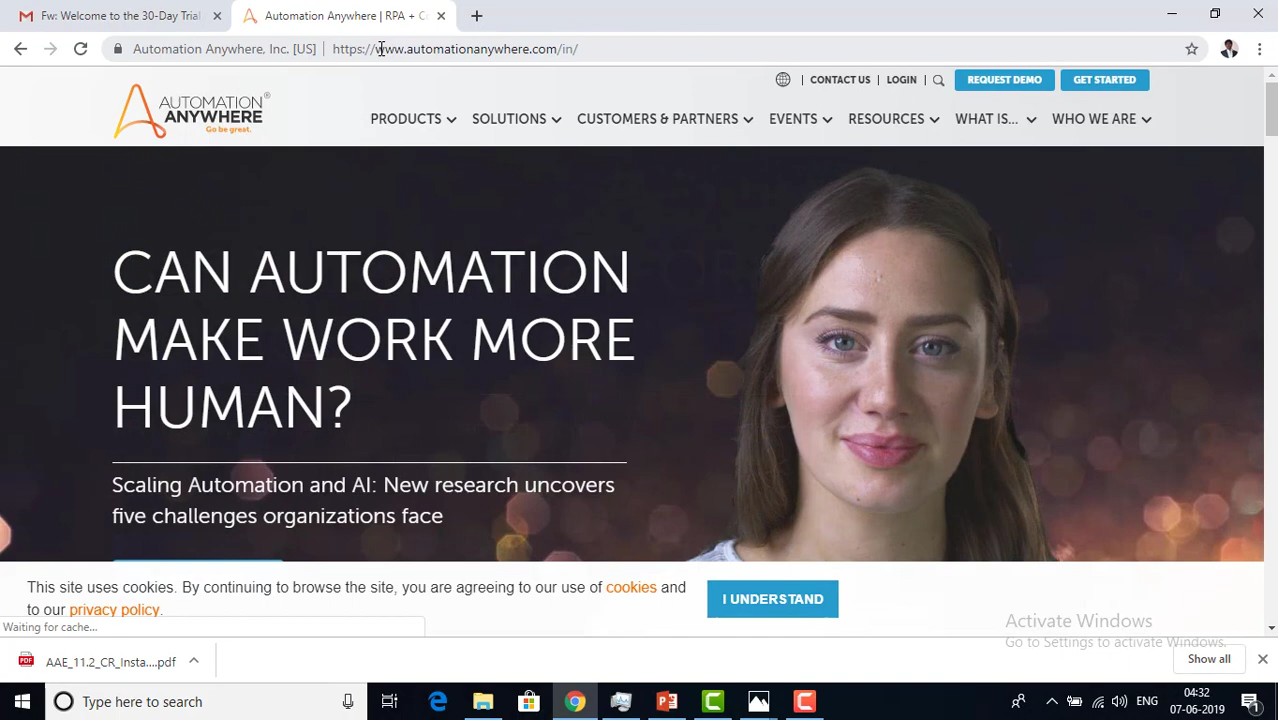 Fw: Welcome to the 30-Day Trial
Automation Anywhere | RPA + Co
Automation Anywhere, Inc. [US] | https://www.automationanywhere.com/in/
| CONTACT US | LOGIN | REQUEST DEMO GET STARTED
AUTOMATION ANYWHERE®
Go be great.
PRODUCTS SOLUTIONS CUSTOMERS & PARTNERS EVENTS RESOURCES WHAT IS... WHO WE ARE
CAN AUTOMATION
MAKE WORK MORE
HUMAN?
Scaling Automation and AI: New research uncovers
five challenges organizations face
This site uses cookies. By continuing to browse the site, you are agreeing to our use of cookies and
to our privacy policy.
I UNDERSTAND
Waiting for cache...
Activate Windows
Go to Settings to activate Windows.
AAE_11.2_CR_Insta....pdf
Show all
Type here to search
ENG
04:32
07-06-2019